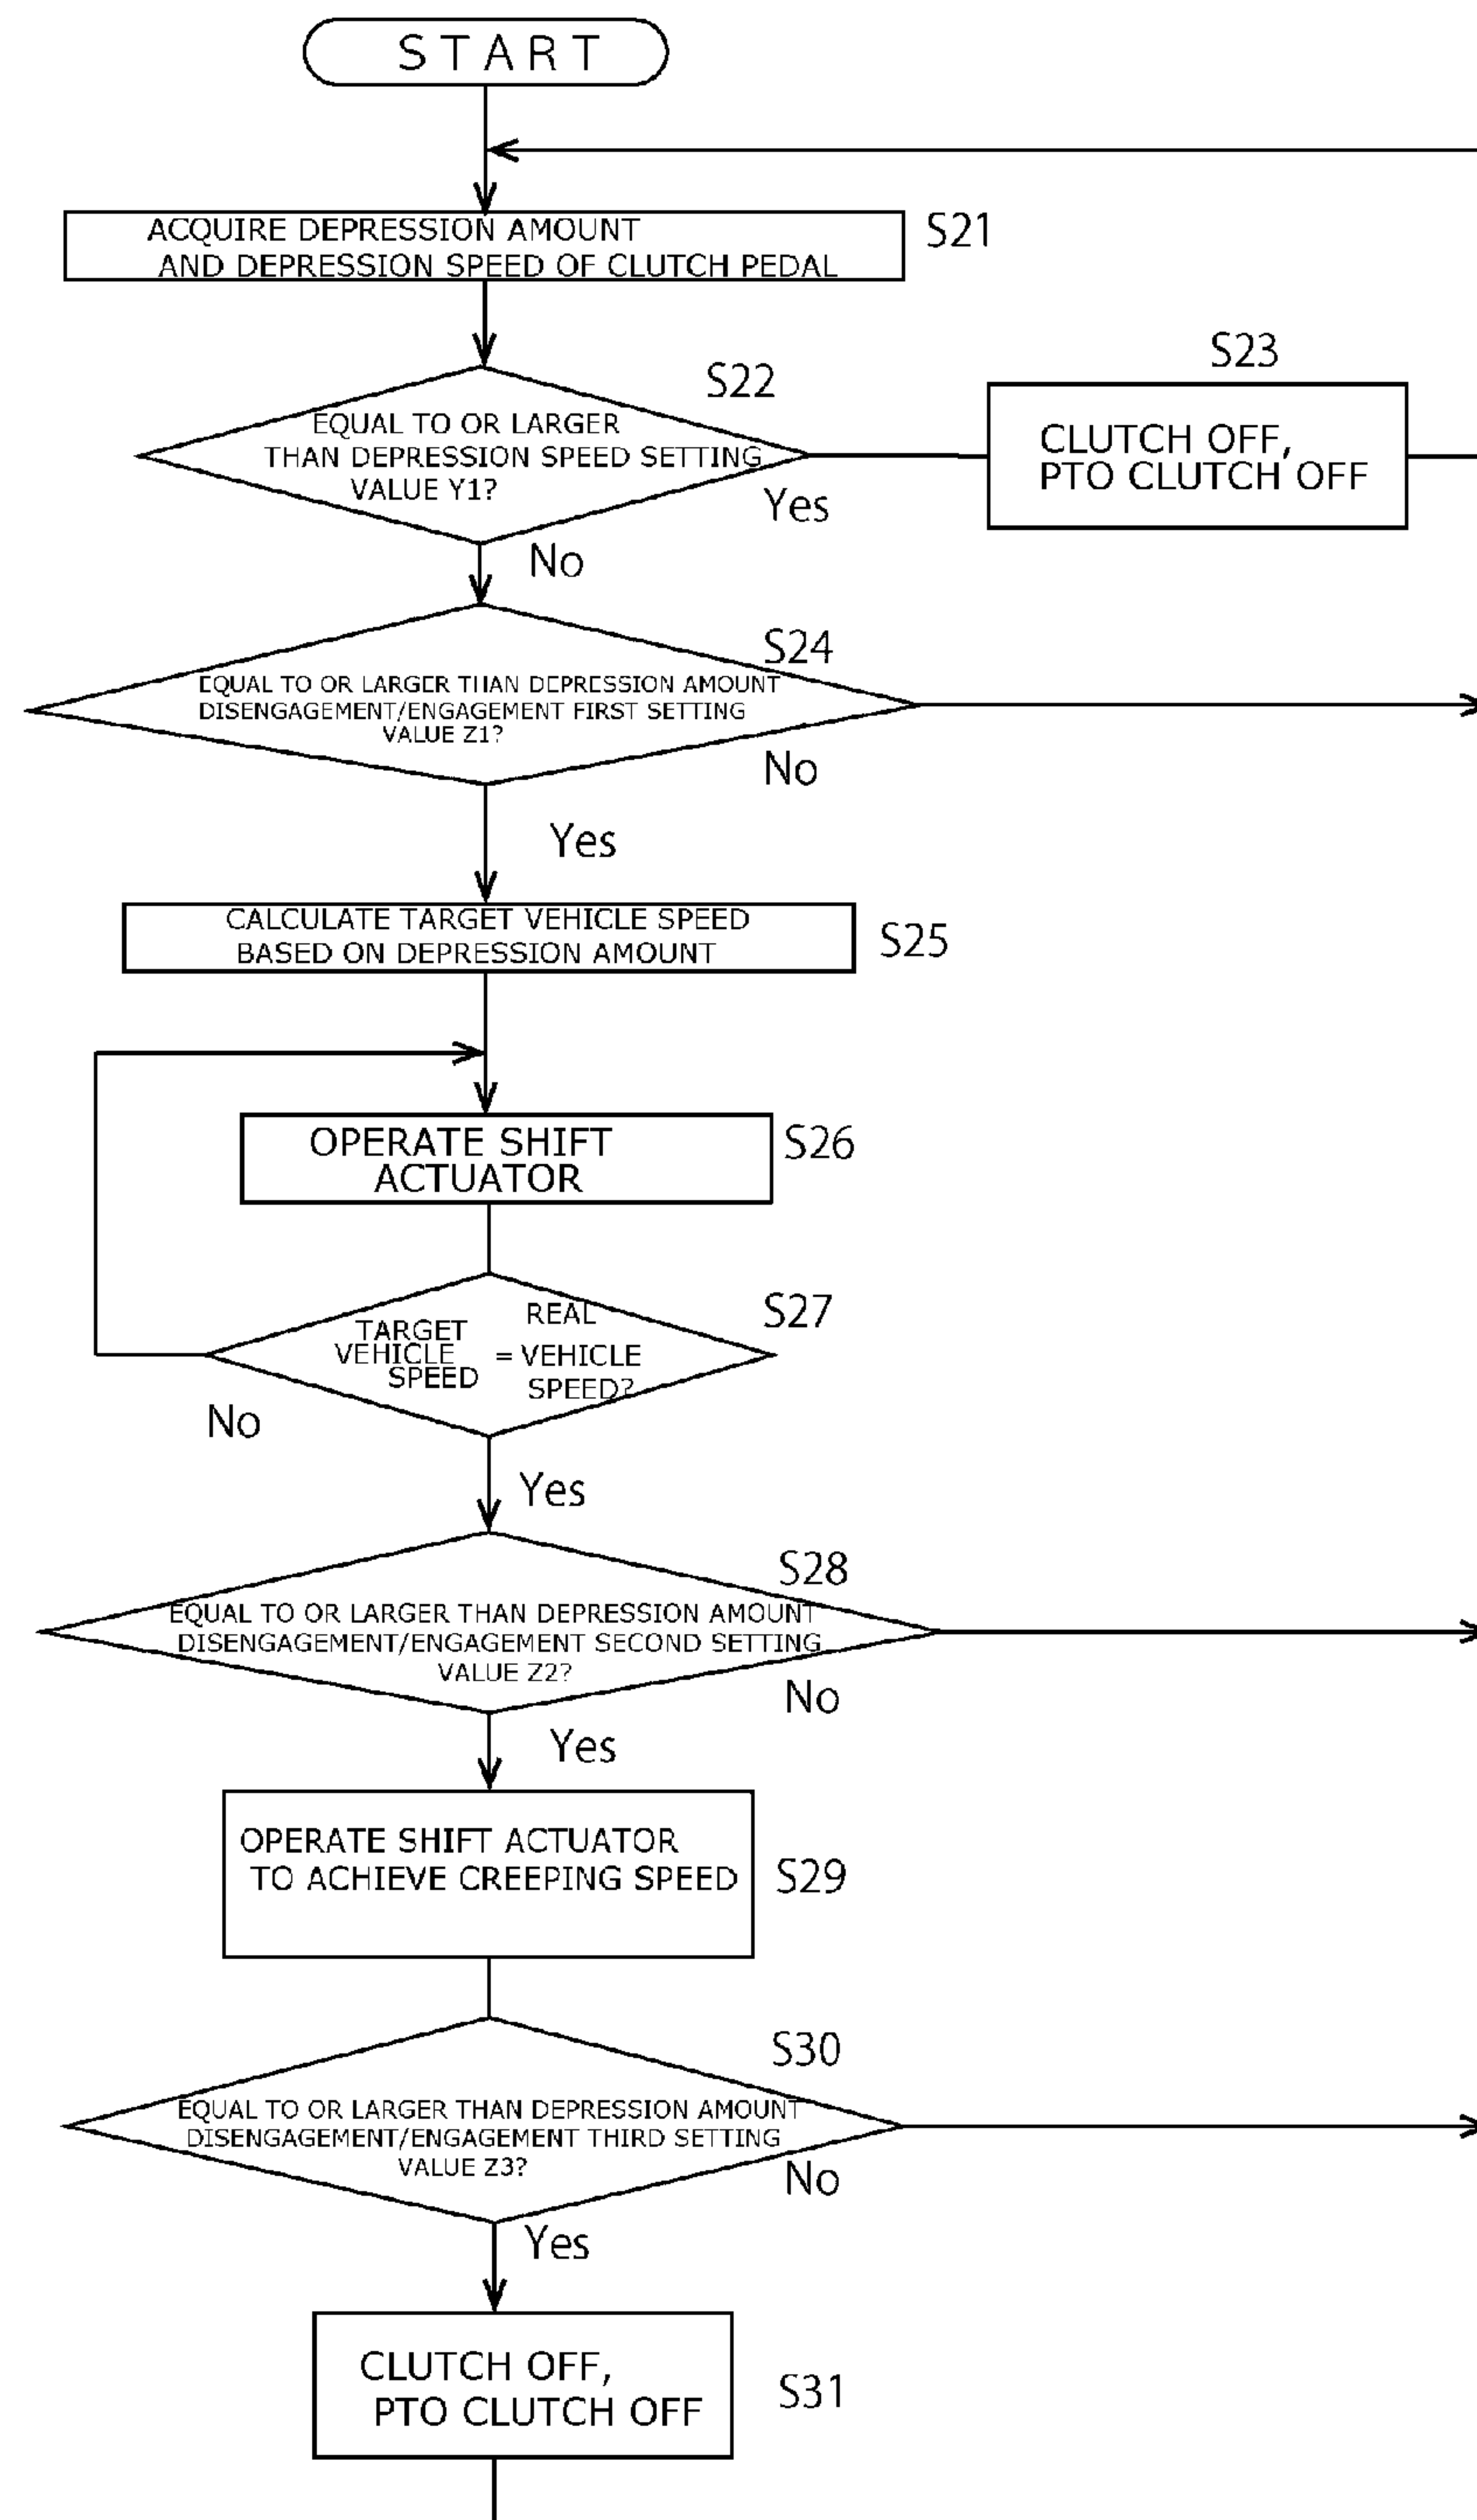 START
ACQUIRE DEPRESSION AMOUNT
AND DEPRESSION SPEED OF CLUTCH PEDAL
S21
S22
EQUAL TO OR LARGER
THAN DEPRESSION SPEED SETTING
VALUE Y1?
Yes
No
S23
CLUTCH OFF,
PTO CLUTCH OFF
S24
EQUAL TO OR LARGER THAN DEPRESSION AMOUNT
DISENGAGEMENT/ENGAGEMENT FIRST SETTING
VALUE Z1?
No
Yes
CALCULATE TARGET VEHICLE SPEED
BASED ON DEPRESSION AMOUNT
S25
OPERATE SHIFT
ACTUATOR
S26
S27
TARGET
VEHICLE
SPEED
=
REAL
VEHICLE
SPEED?
No
Yes
S28
EQUAL TO OR LARGER THAN DEPRESSION AMOUNT
DISENGAGEMENT/ENGAGEMENT SECOND SETTING
VALUE Z2?
No
Yes
OPERATE SHIFT ACTUATOR
TO ACHIEVE CREEPING SPEED
S29
S30
EQUAL TO OR LARGER THAN DEPRESSION AMOUNT
DISENGAGEMENT/ENGAGEMENT THIRD SETTING
VALUE Z3?
No
Yes
CLUTCH OFF,
PTO CLUTCH OFF
S31